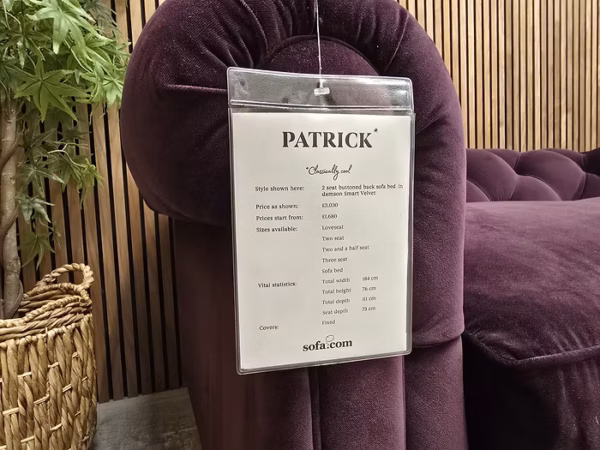 PATRICK*
*Classically cool
Style shown here: 2 seat buttoned back sofa bed in
damson Smart Velvet
Price as shown: £3,030
Prices start from: £1,680
Sizes available: Loveseat
Two seat
Two and a half seat
Three seat
Sofa bed
Vital statistics: Total width 184 cm
Total height 76 cm
Total depth 111 cm
Seat depth 73 cm
Covers: Fixed
sofa.com